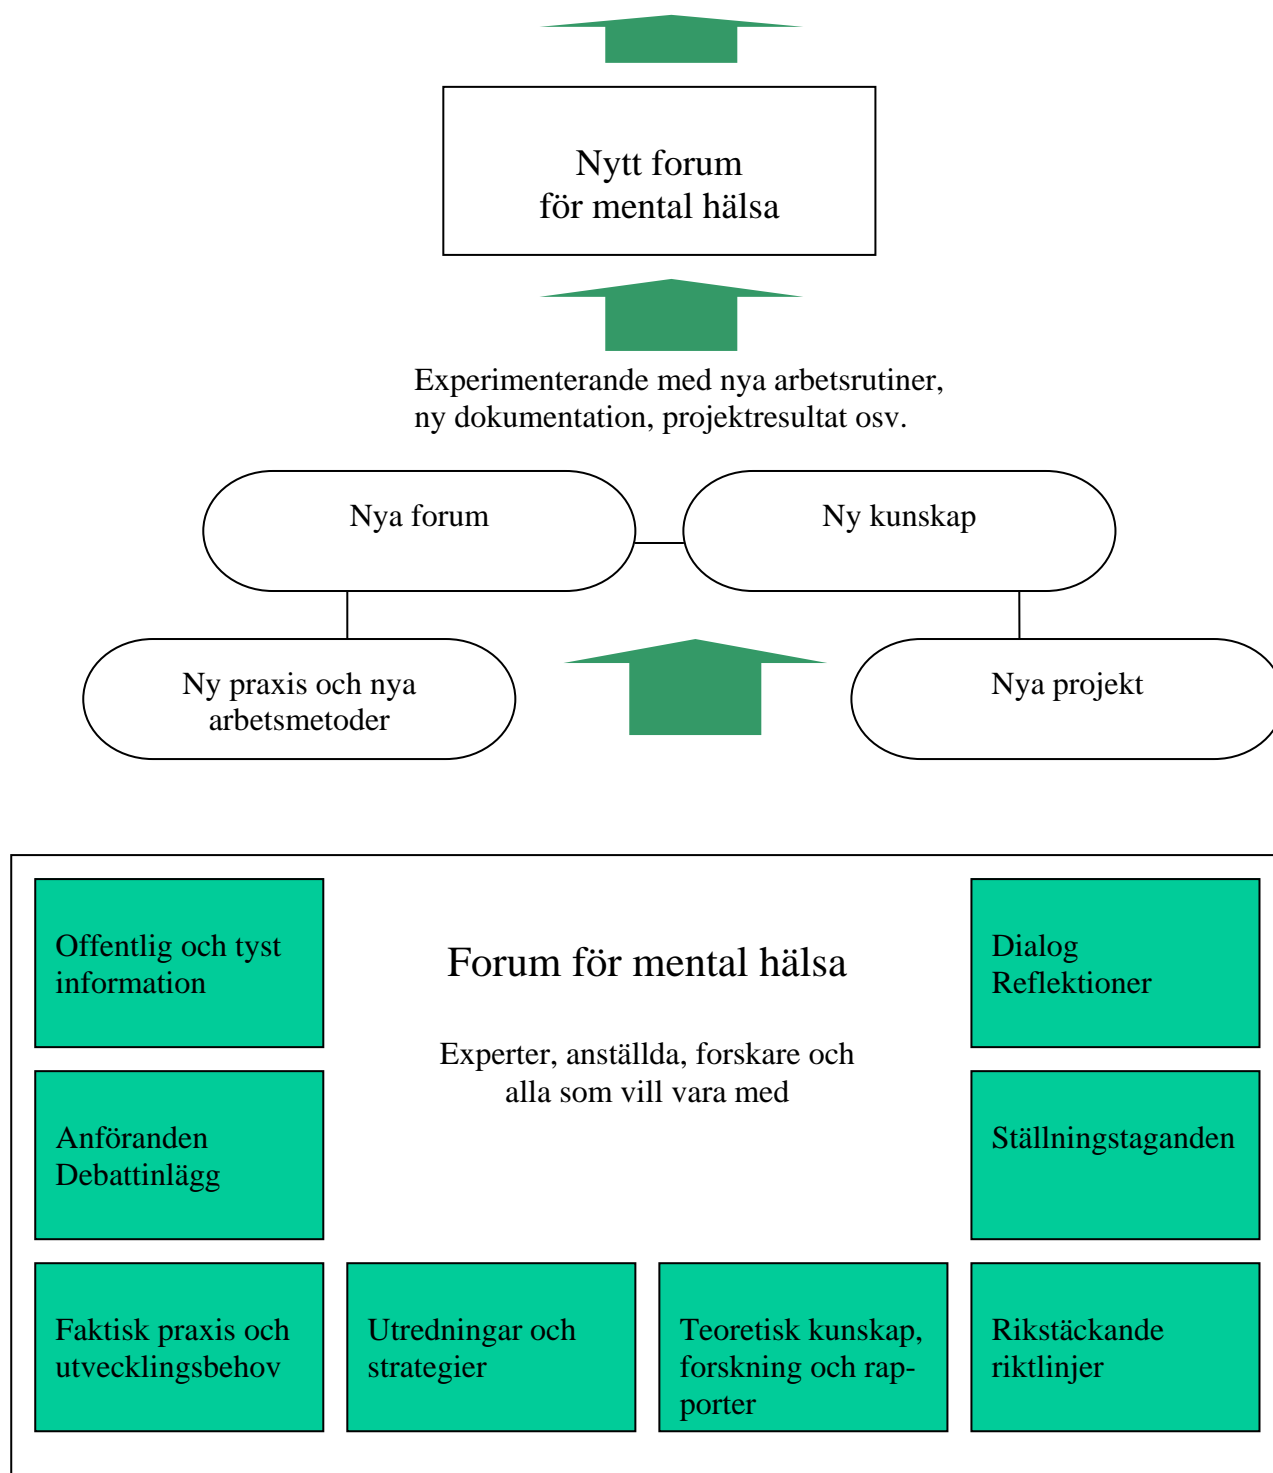 Nytt forum
för mental hälsa
Experimenterande med nya arbetsrutiner,
ny dokumentation, projektresultat osv.
Nya forum
Ny kunskap
Ny praxis och nya
arbetsmetoder
Nya projekt
Offentlig och tyst
information
Forum för mental hälsa
Experter, anställda, forskare och
alla som vill vara med
Dialog
Reflektioner
Anföranden
Debattinlägg
Ställningstaganden
Faktisk praxis och
utvecklingsbehov
Utredningar och
strategier
Teoretisk kunskap,
forskning och rap-
porter
Rikstäckande
riktlinjer